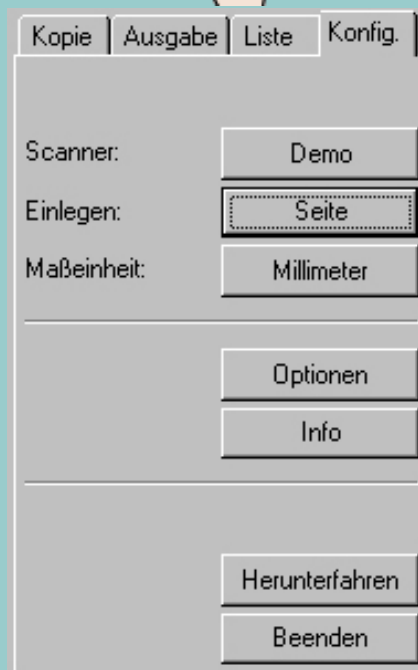 Kopie Ausgabe Liste Konfig.
Scanner: Demo
Einlegen: Seite
Maßeinheit: Millimeter
Optionen
Info
Herunterfahren
Beenden